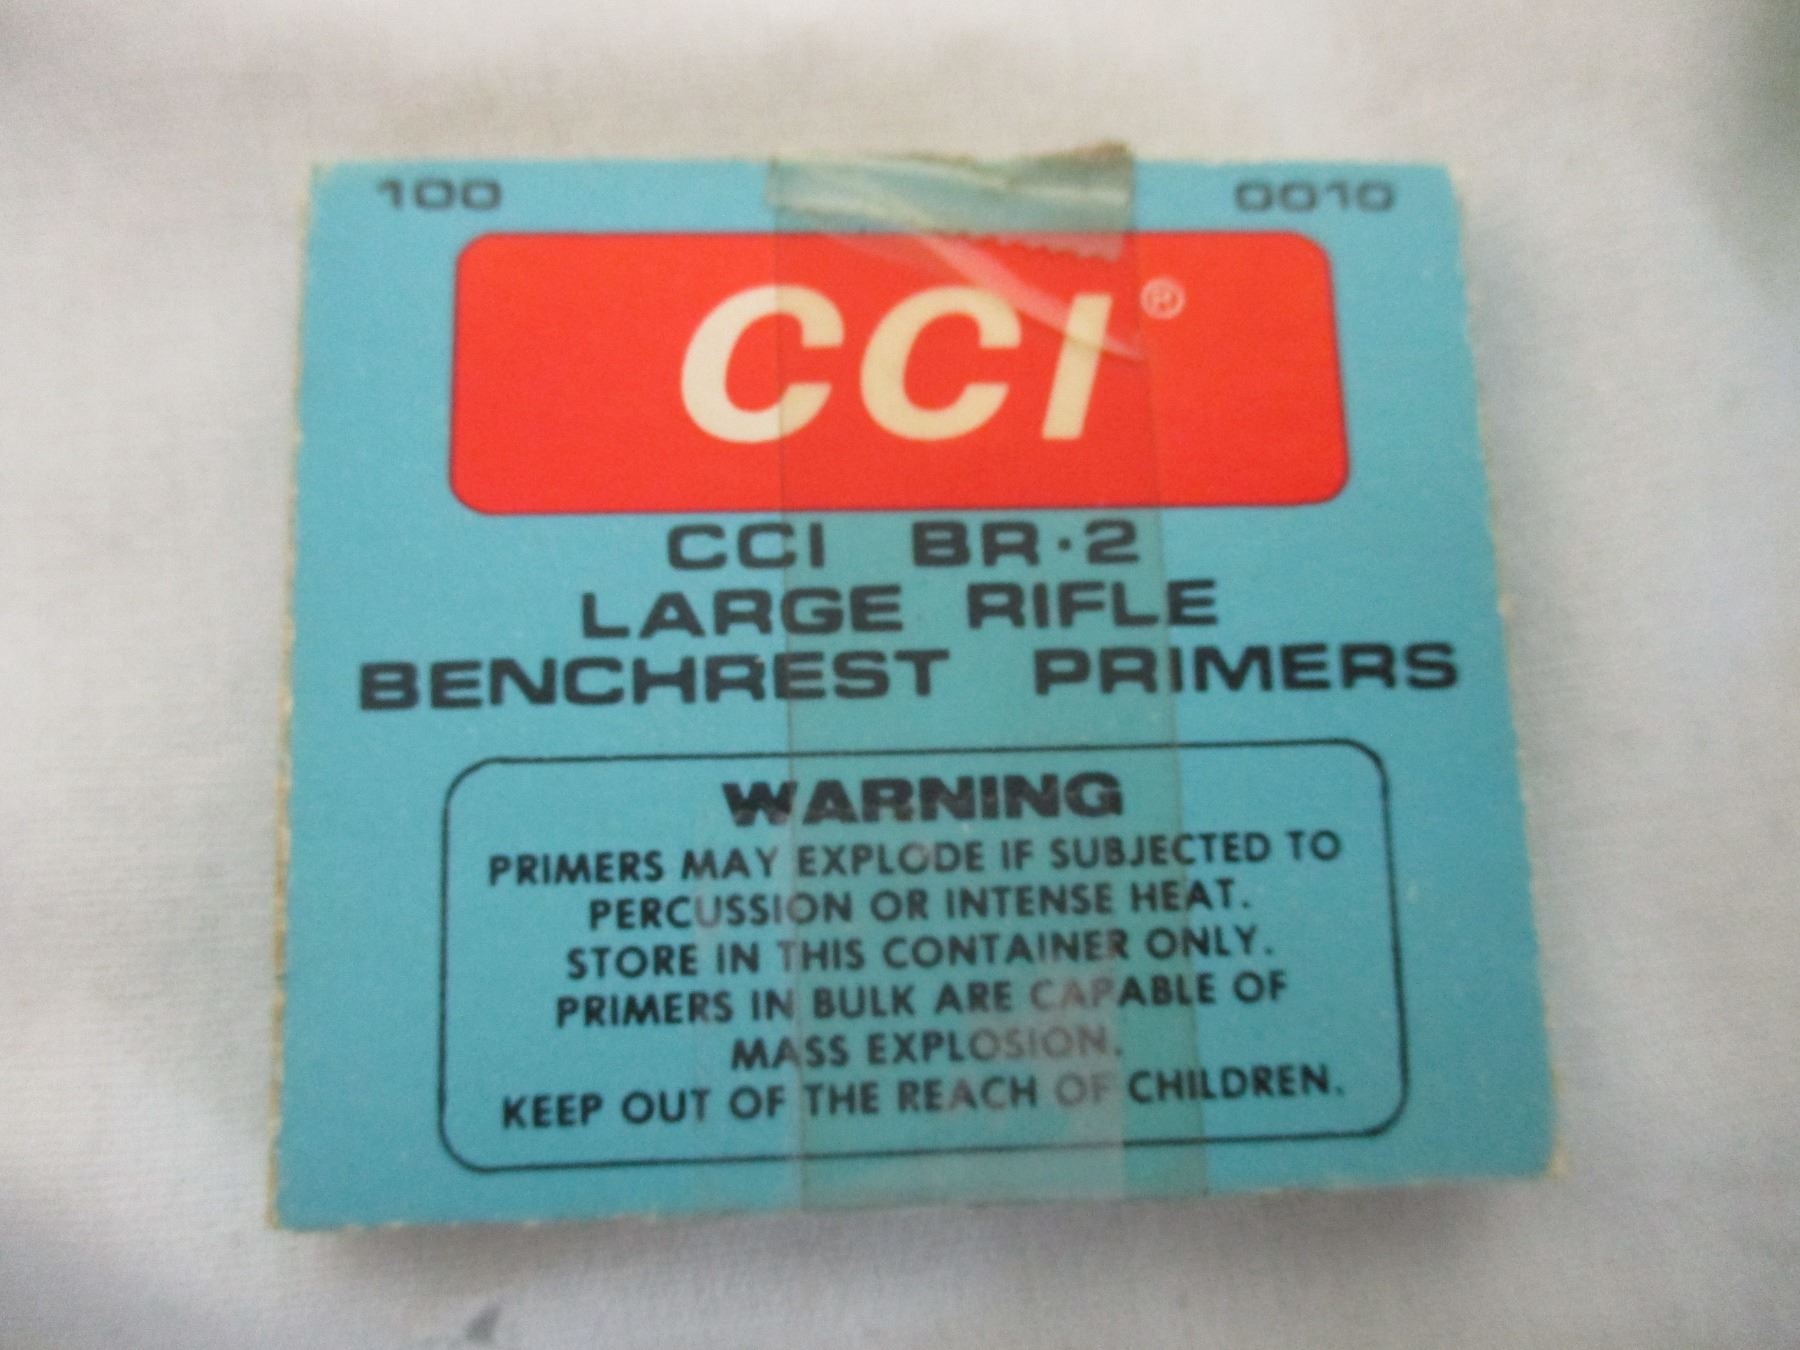 100 0010
CCI®
CCI BR·2
LARGE RIFLE
BENCHREST PRIMERS
WARNING
PRIMERS MAY EXPLODE IF SUBJECTED TO
PERCUSSION OR INTENSE HEAT.
STORE IN THIS CONTAINER ONLY.
PRIMERS IN BULK ARE CAPABLE OF
MASS EXPLOSION.
KEEP OUT OF THE REACH OF CHILDREN.